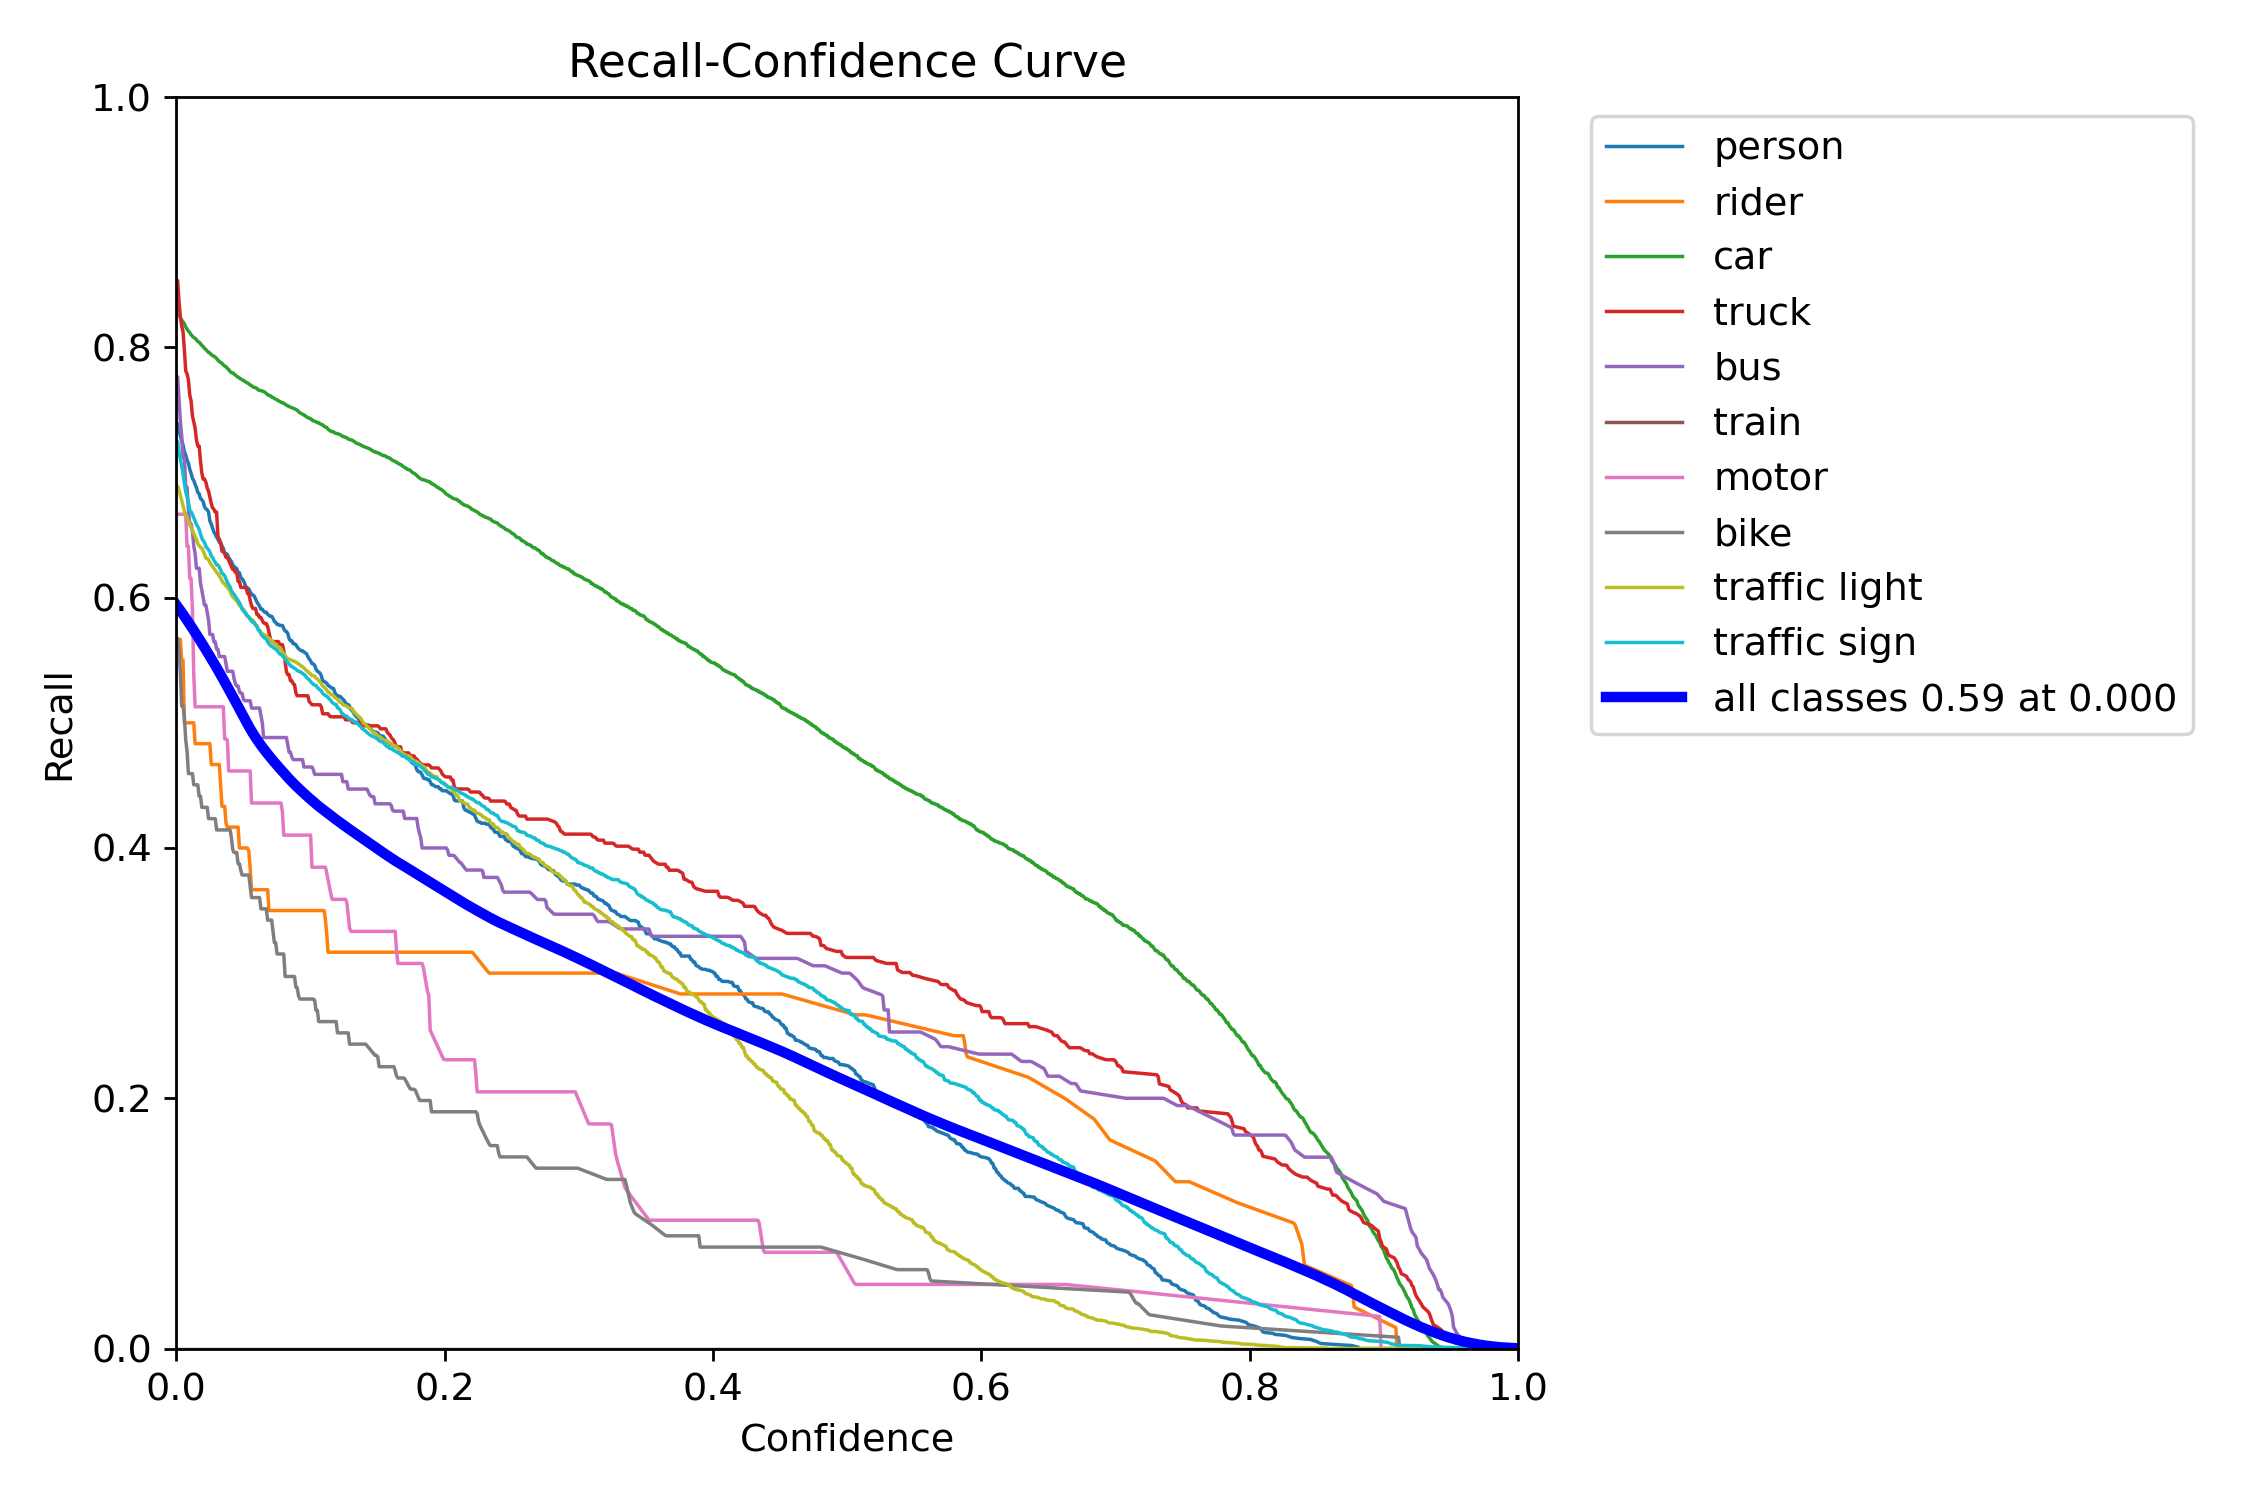 Recall-Confidence Curve
1.0
0.8
0.6
0.4
0.2
0.0
Recall
0.0 0.2 0.4 0.6 0.8 1.0
Confidence
person
rider
car
truck
bus
train
motor
bike
traffic light
traffic sign
all classes 0.59 at 0.000